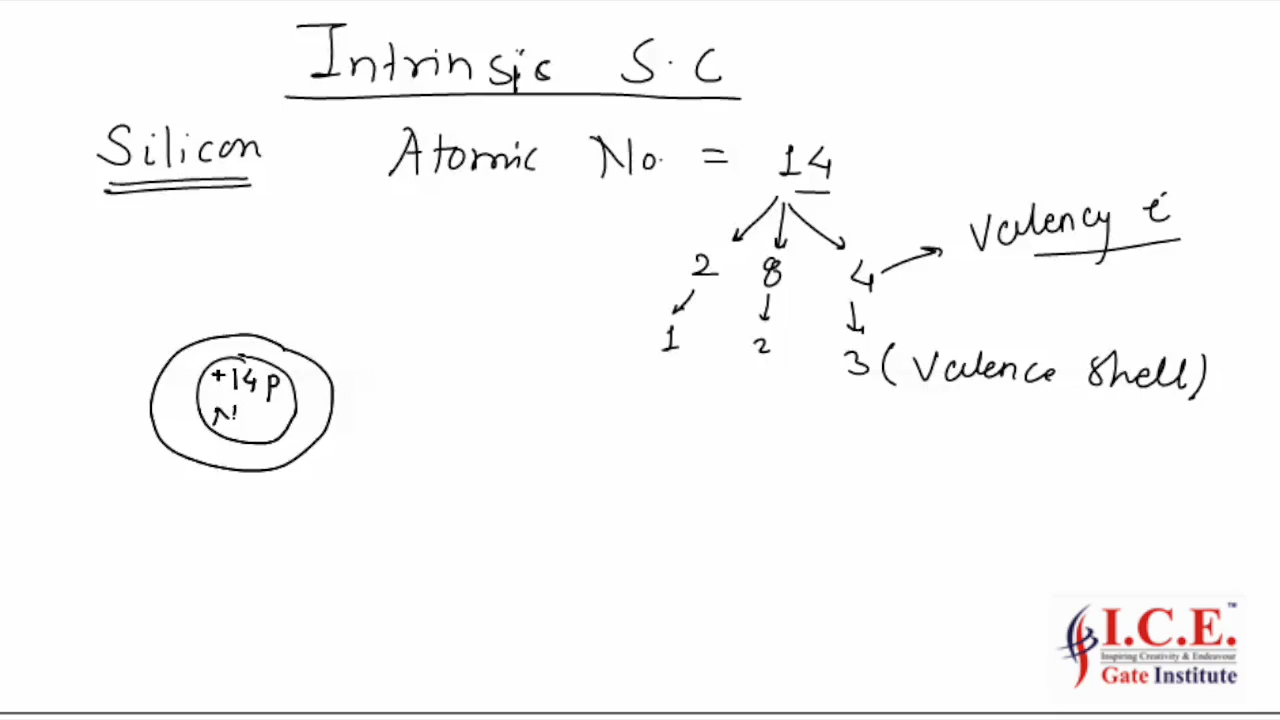 Intrinsic S.C
Silicon Atomic No. = 14
Valency e⁻
2 8 4
1 2 3 (Valence Shell)
+14 P
N
I.C.E.™
Inspiring Creativity & Endeavour
Gate Institute